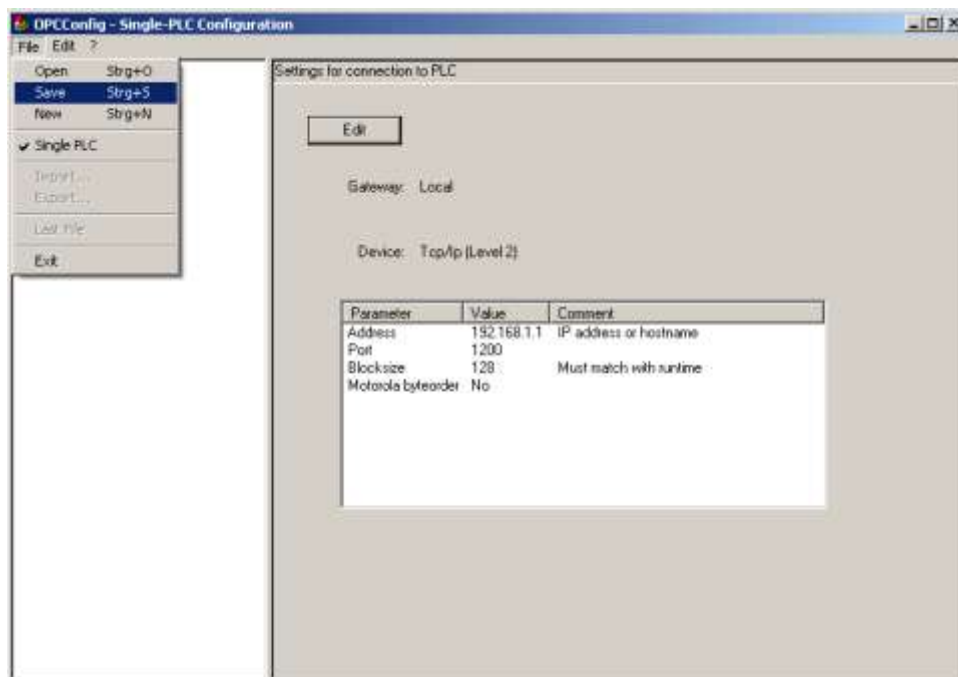 OPCConfig - Single-PLC Configuration
File Edit ?
Open Strg+O
Save Strg+S
New Strg+N
Single PLC
Import...
Export...
Last File
Exit
Settings for connection to PLC
Edit
Gateway: Local
Device: Tcp/Ip (Level 2)
Parameter Value Comment
Address 192.168.1.1 IP address or hostname
Port 1200
Blocksize 128 Must match with runtime
Motorola byteorder No